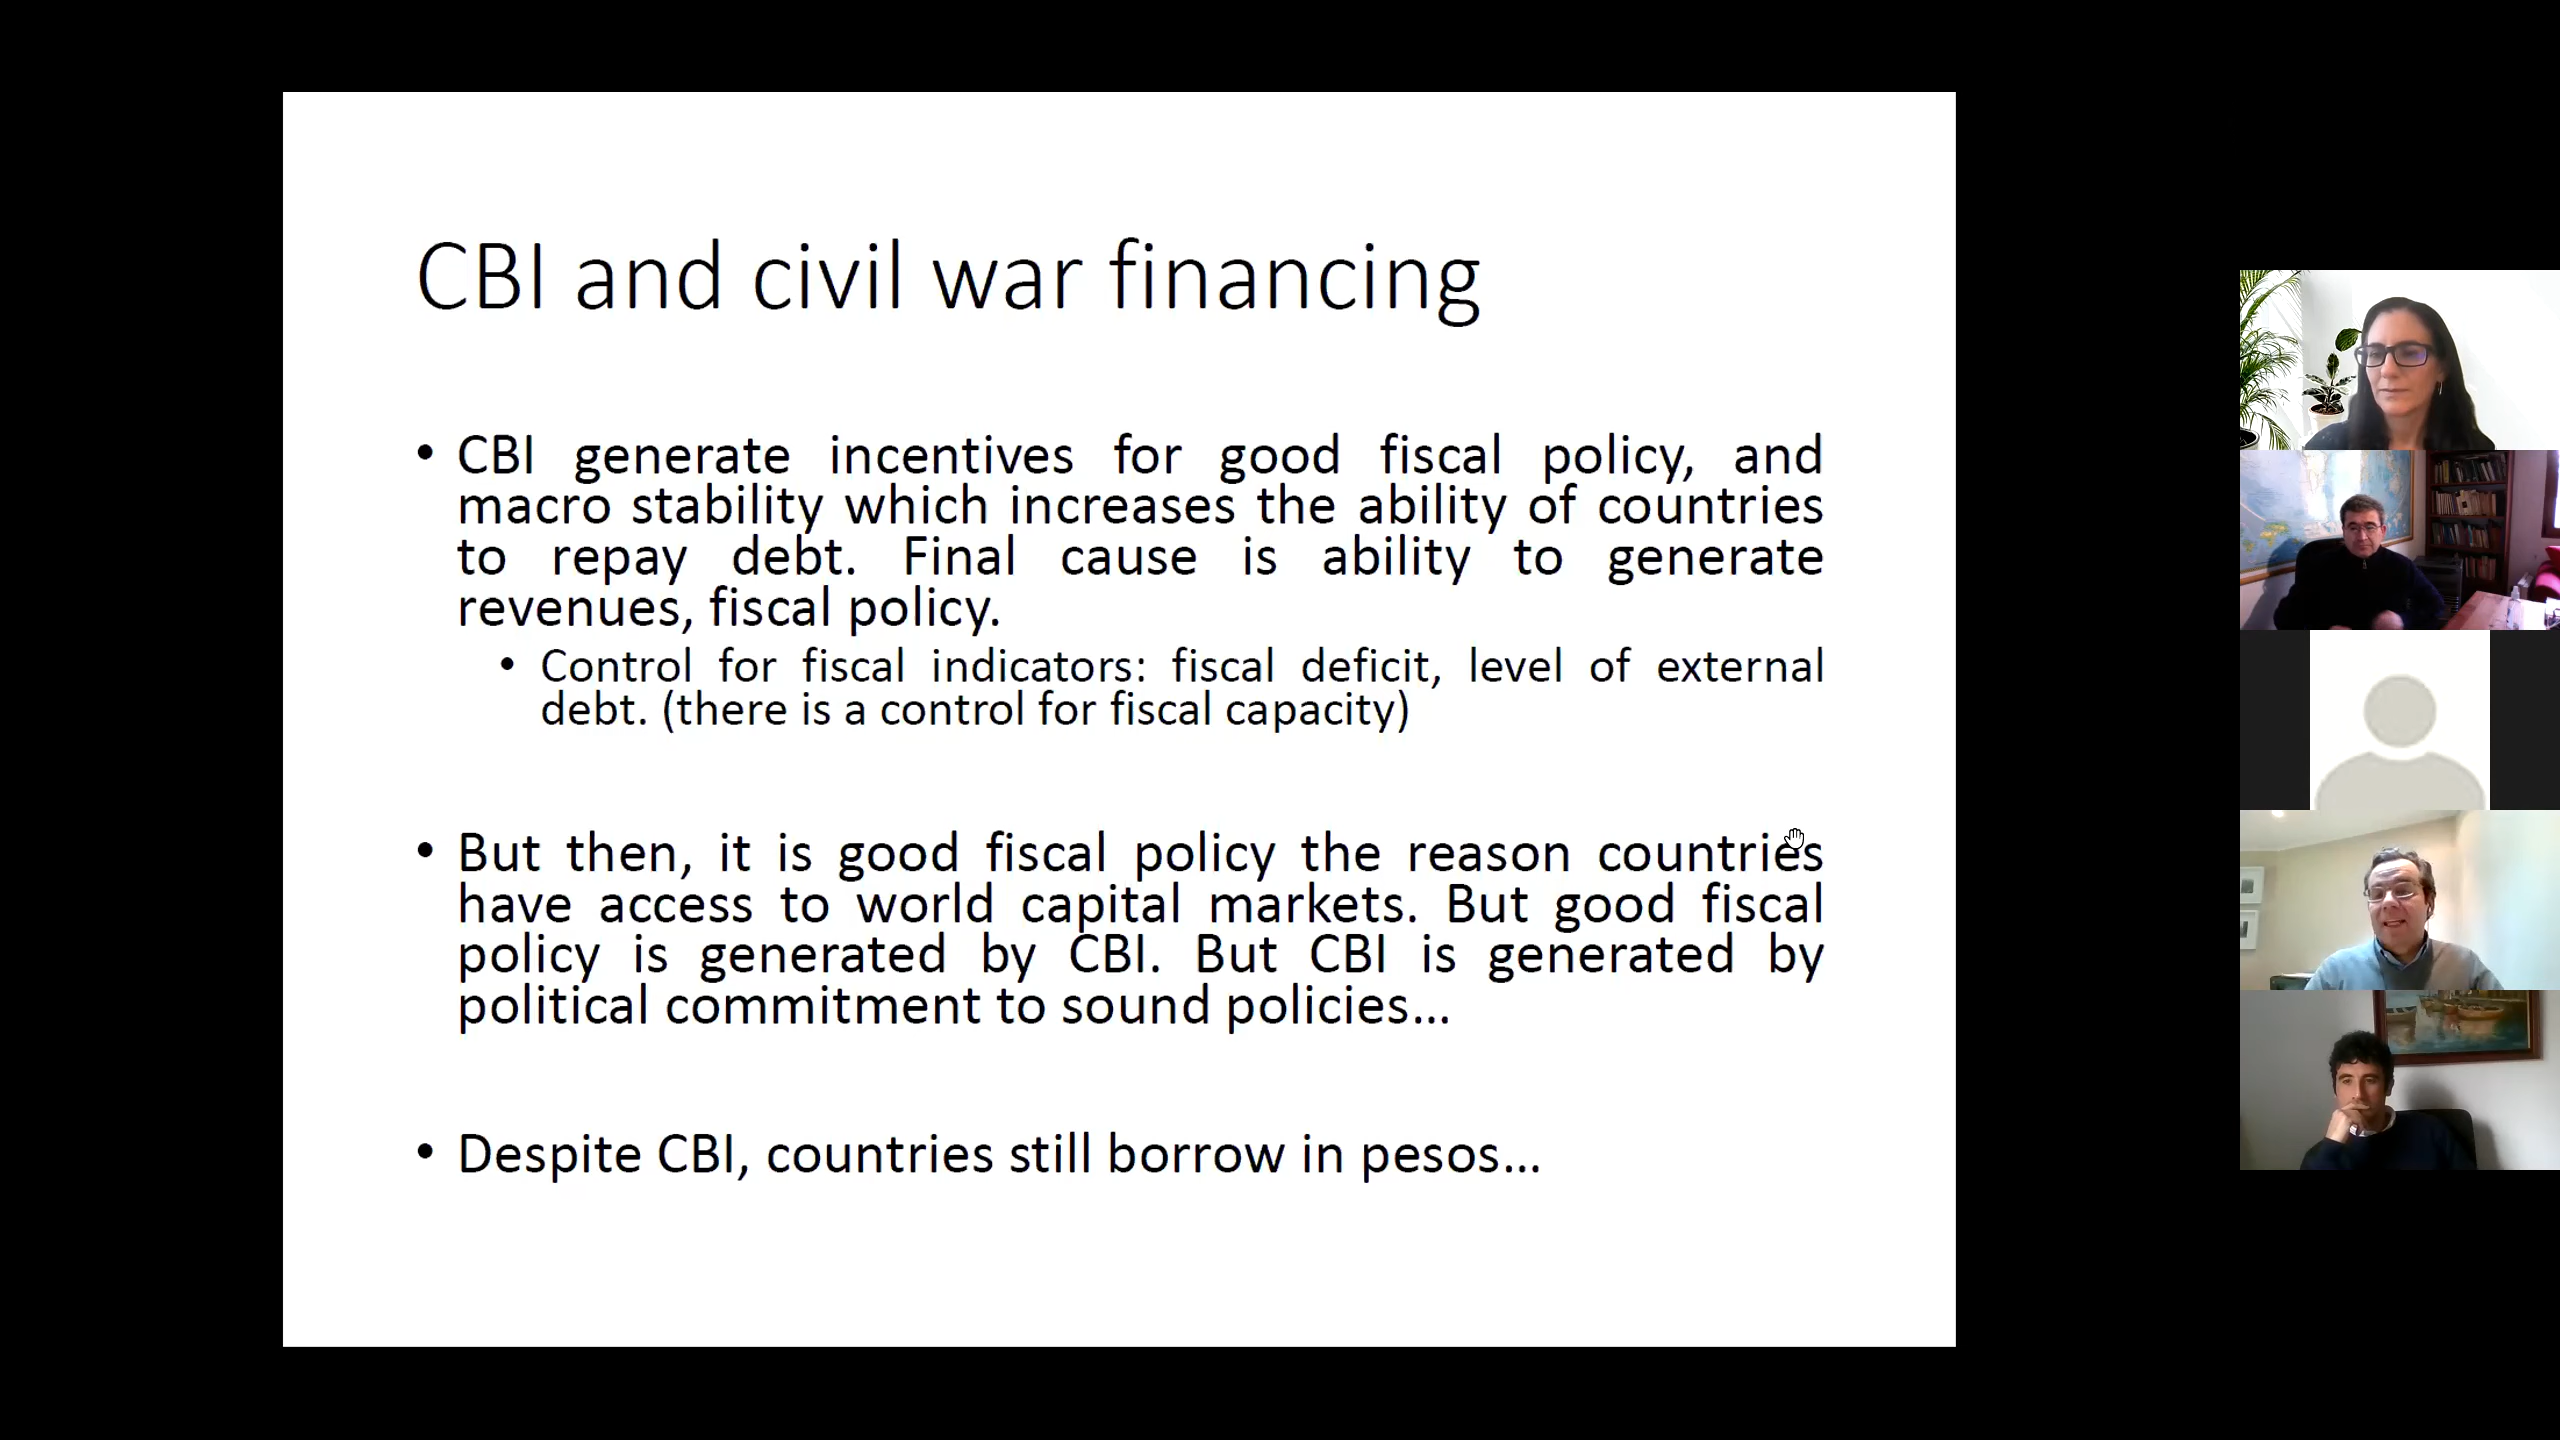 CBI and civil war financing
• CBI generate incentives for good fiscal policy, and
macro stability which increases the ability of countries
to repay debt. Final cause is ability to generate
revenues, fiscal policy.
• Control for fiscal indicators: fiscal deficit, level of external
debt. (there is a control for fiscal capacity)
• But then, it is good fiscal policy the reason countries
have access to world capital markets. But good fiscal
policy is generated by CBI. But CBI is generated by
political commitment to sound policies...
• Despite CBI, countries still borrow in pesos...